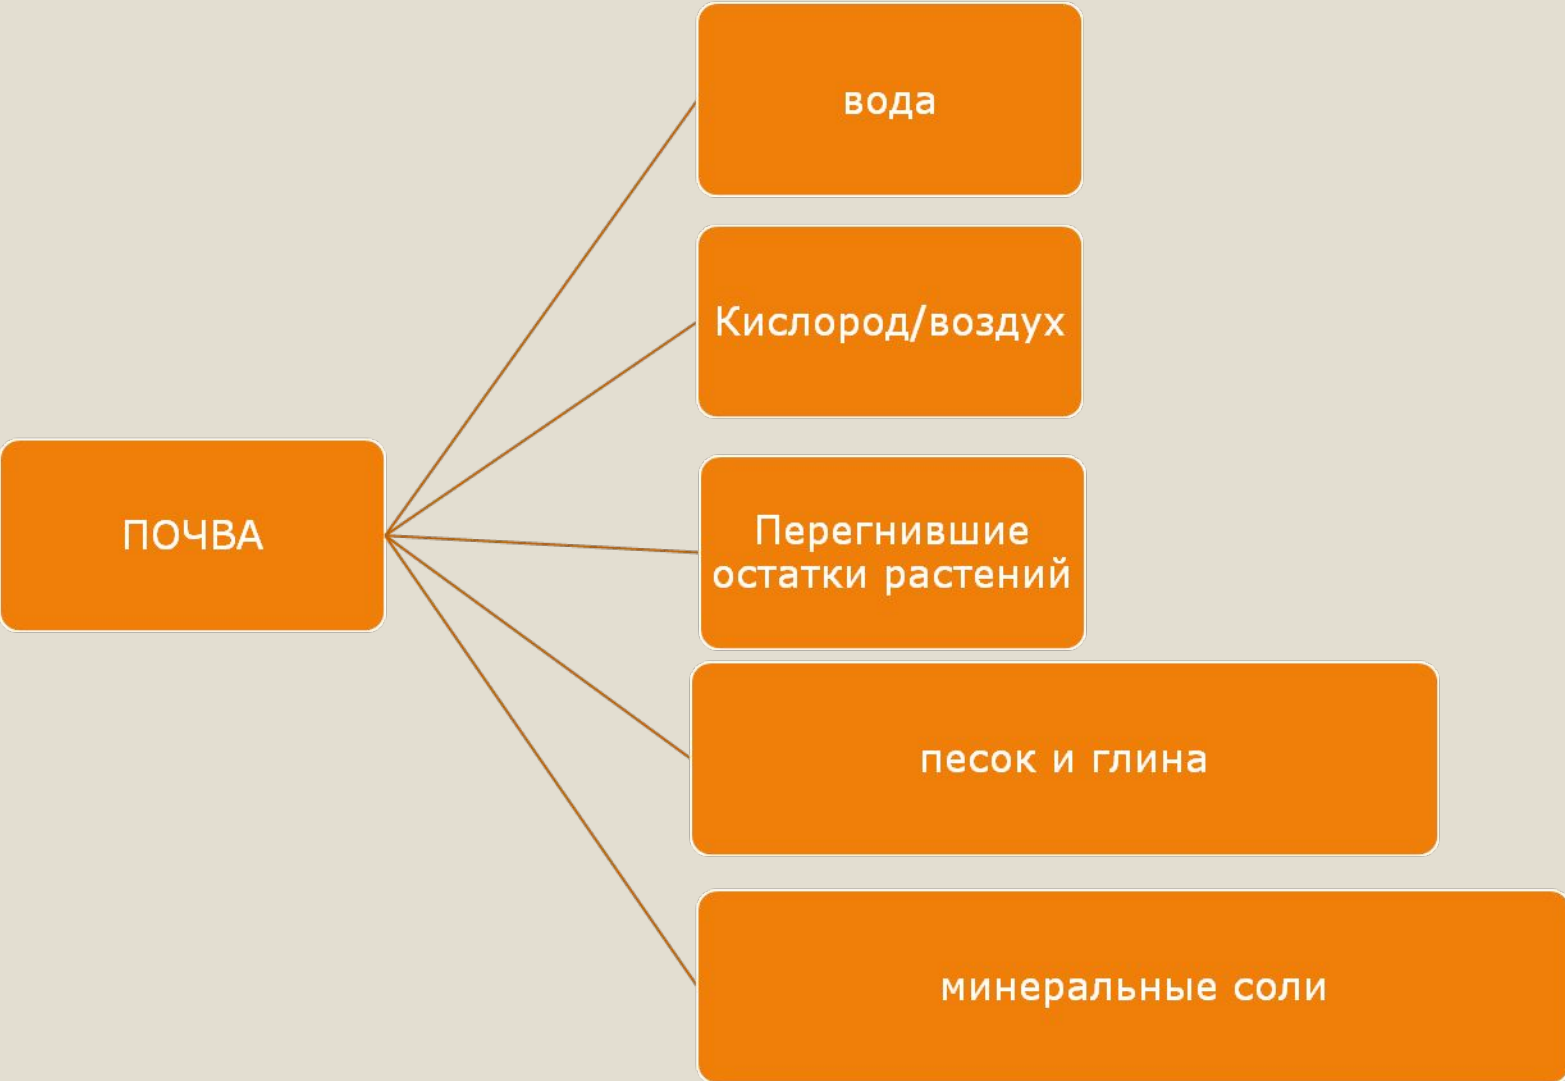 вода
Кислород/воздух
ПОЧВА
Перегнившие
остатки растений
песок и глина
минеральные соли